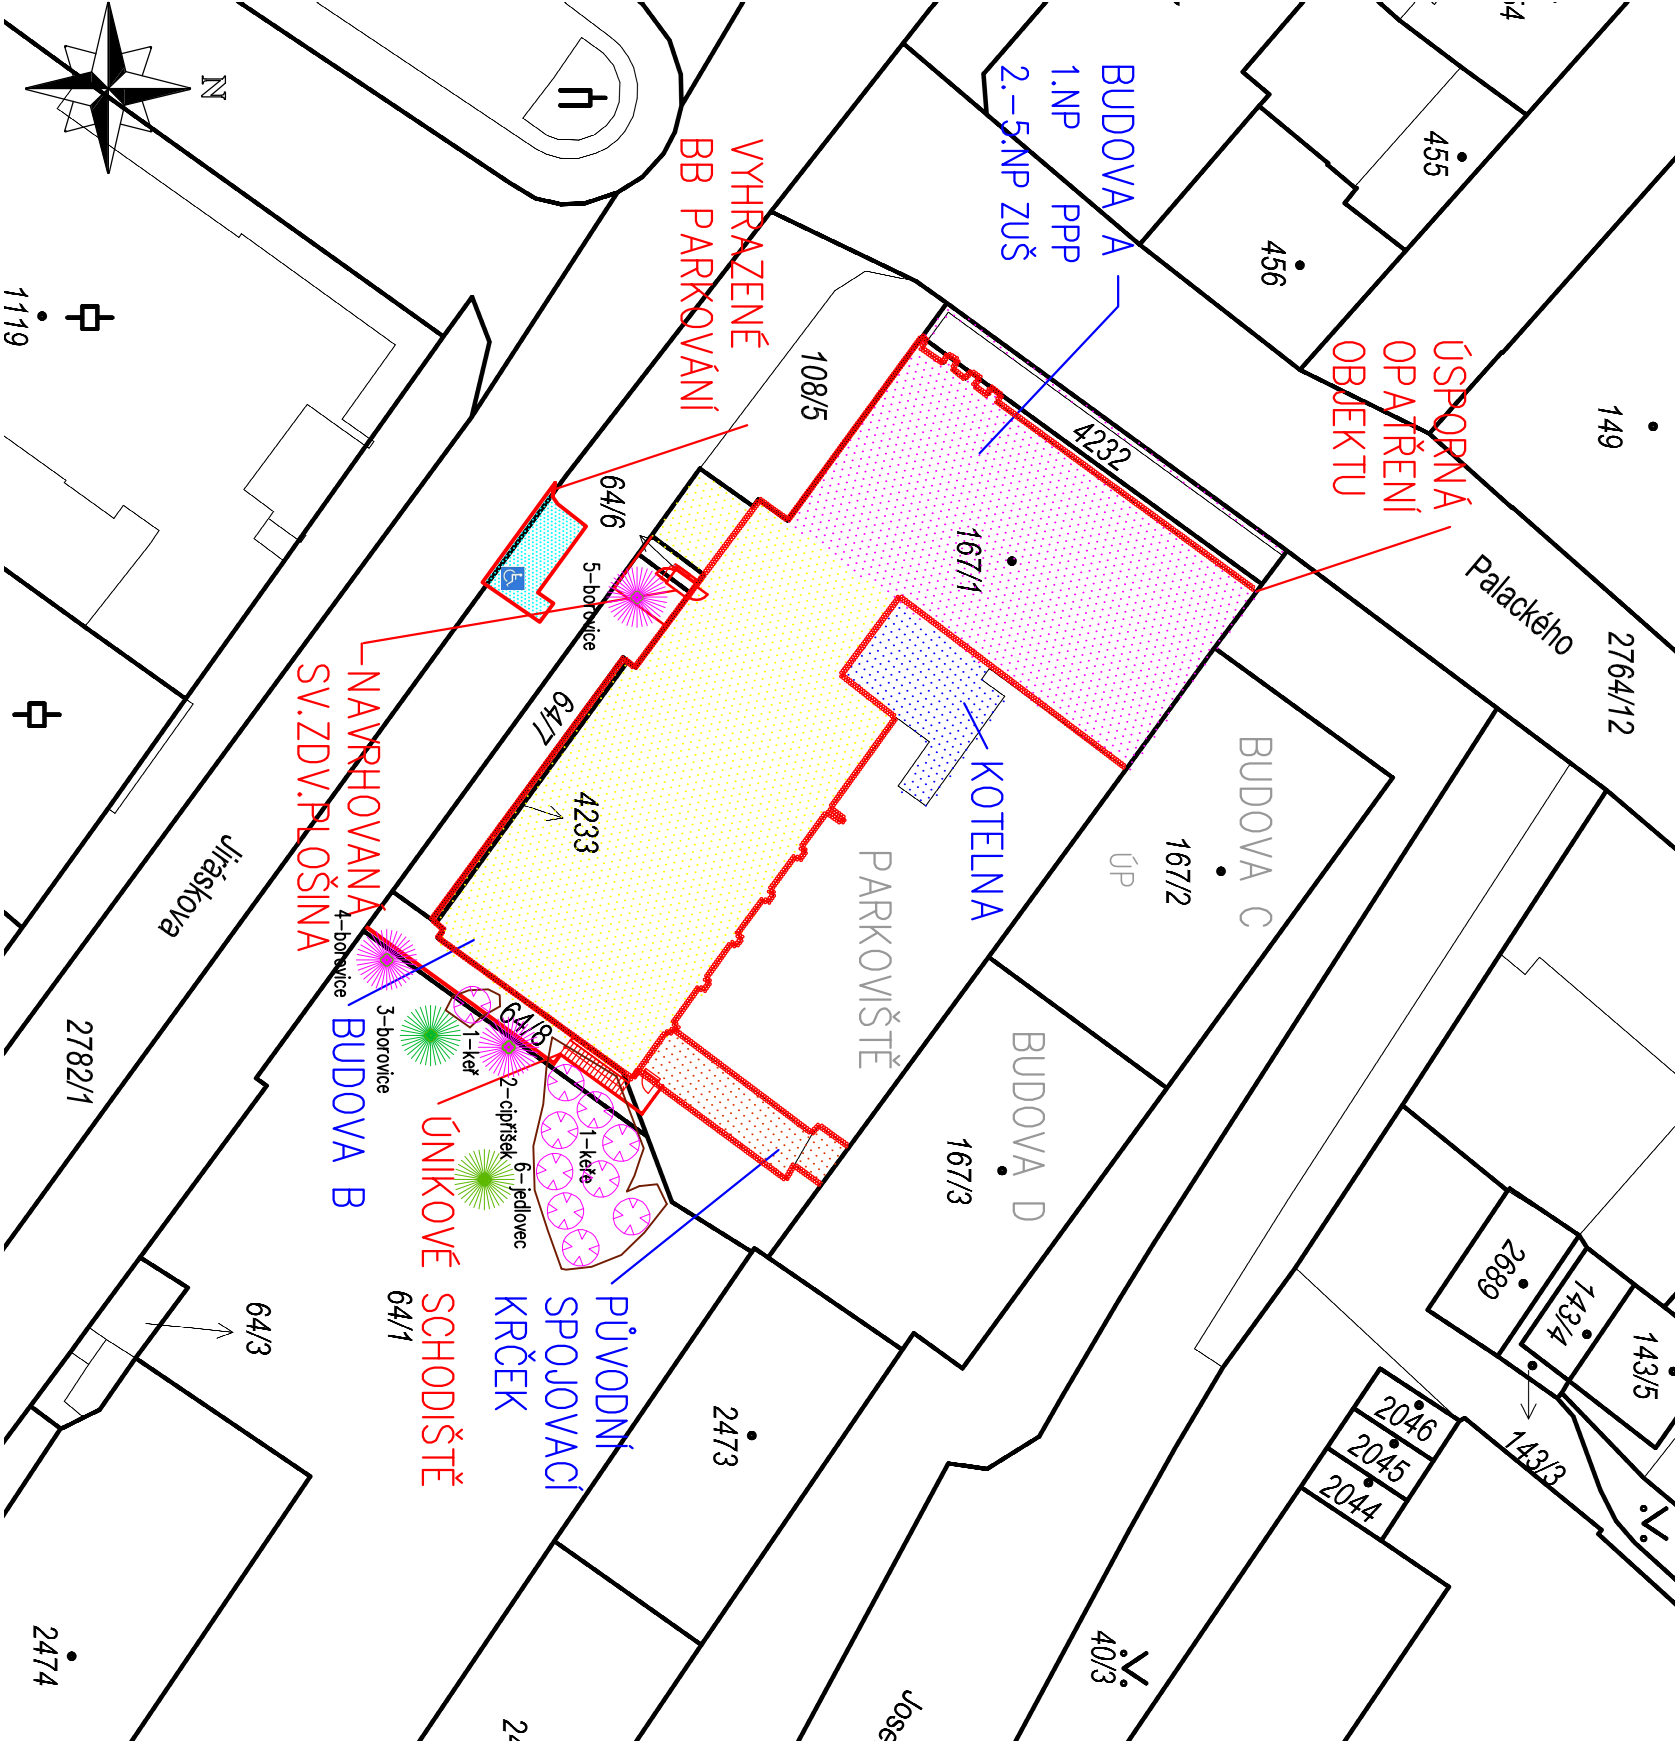 N
BUDOVA A
1.NP PPP
2.-5.NP ZUŠ
VYHRAZENÉ
BB PARKOVÁNÍ
ÚSPORNÁ
OPATŘENÍ
OBJEKTU
455
456
149
1119
108/5
4232
64/6
167/1
Palackého
2764/12
5-borovice
NAVRHOVANÁ
SV.ZDV.PLOŠINA
64/7
4233
KOTELNA
BUDOVA C
ÚP
167/2
PARKOVIŠTĚ
Jiráskova
4-borovice
3-borovice
64/8
1-keř
2-cipřišek
1-keře
6-jedlovec
BUDOVA B
BUDOVA D
167/3
2782/1
ÚNIKOVÉ SCHODIŠTĚ
PŮVODNÍ
SPOJOVACÍ
KRČEK
64/1
64/3
2689
143/4
143/5
143/3
2046
2045
2044
2473
2474
40/3